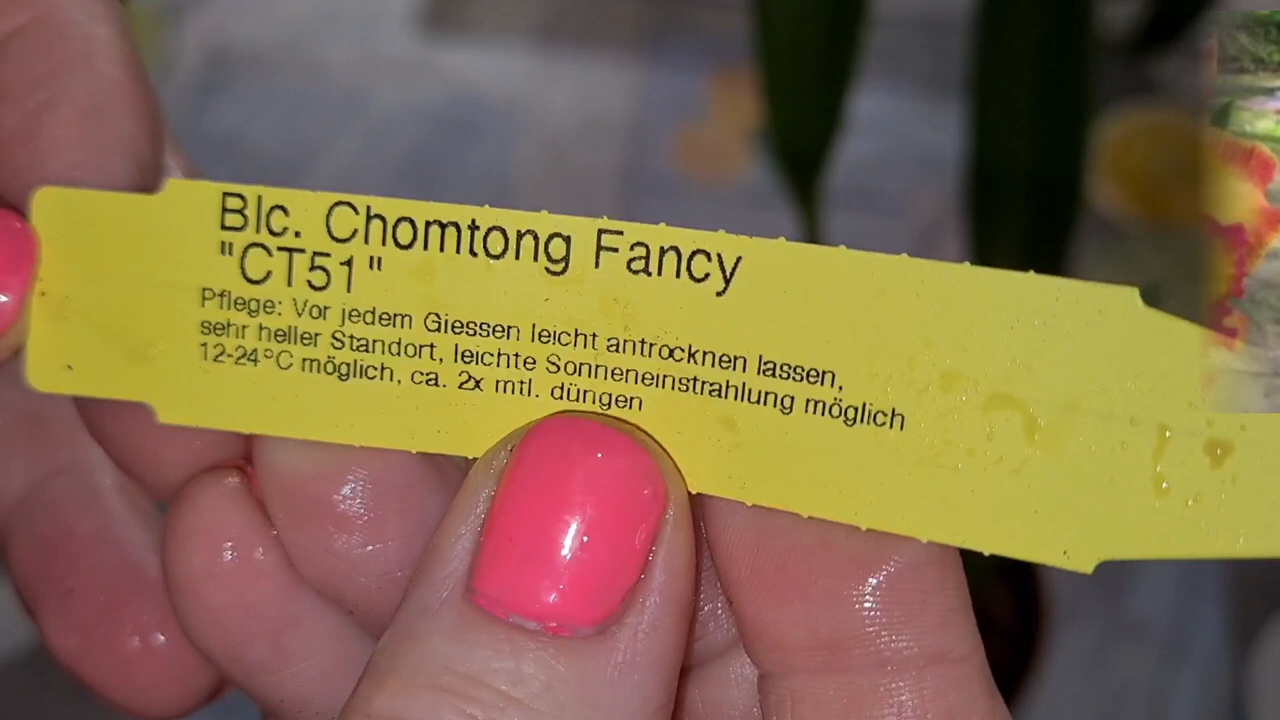 Blc. Chomtong Fancy
"CT51"
Pflege: Vor jedem Giessen leicht antrocknen lassen,
sehr heller Standort, leichte Sonneneinstrahlung möglich
12-24°C möglich, ca. 2x mtl. düngen